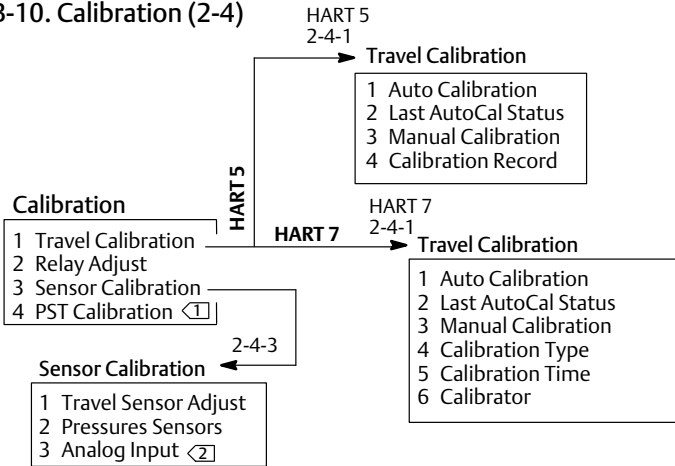 3-10. Calibration (2-4)
HART 5
2-4-1
Travel Calibration
1 Auto Calibration
2 Last AutoCal Status
3 Manual Calibration
4 Calibration Record
HART 5
Calibration
1 Travel Calibration
2 Relay Adjust
3 Sensor Calibration
4 PST Calibration 1
HART 7
HART 7
2-4-1
Travel Calibration
1 Auto Calibration
2 Last AutoCal Status
3 Manual Calibration
4 Calibration Type
5 Calibration Time
6 Calibrator
2-4-3
Sensor Calibration
1 Travel Sensor Adjust
2 Pressures Sensors
3 Analog Input 2